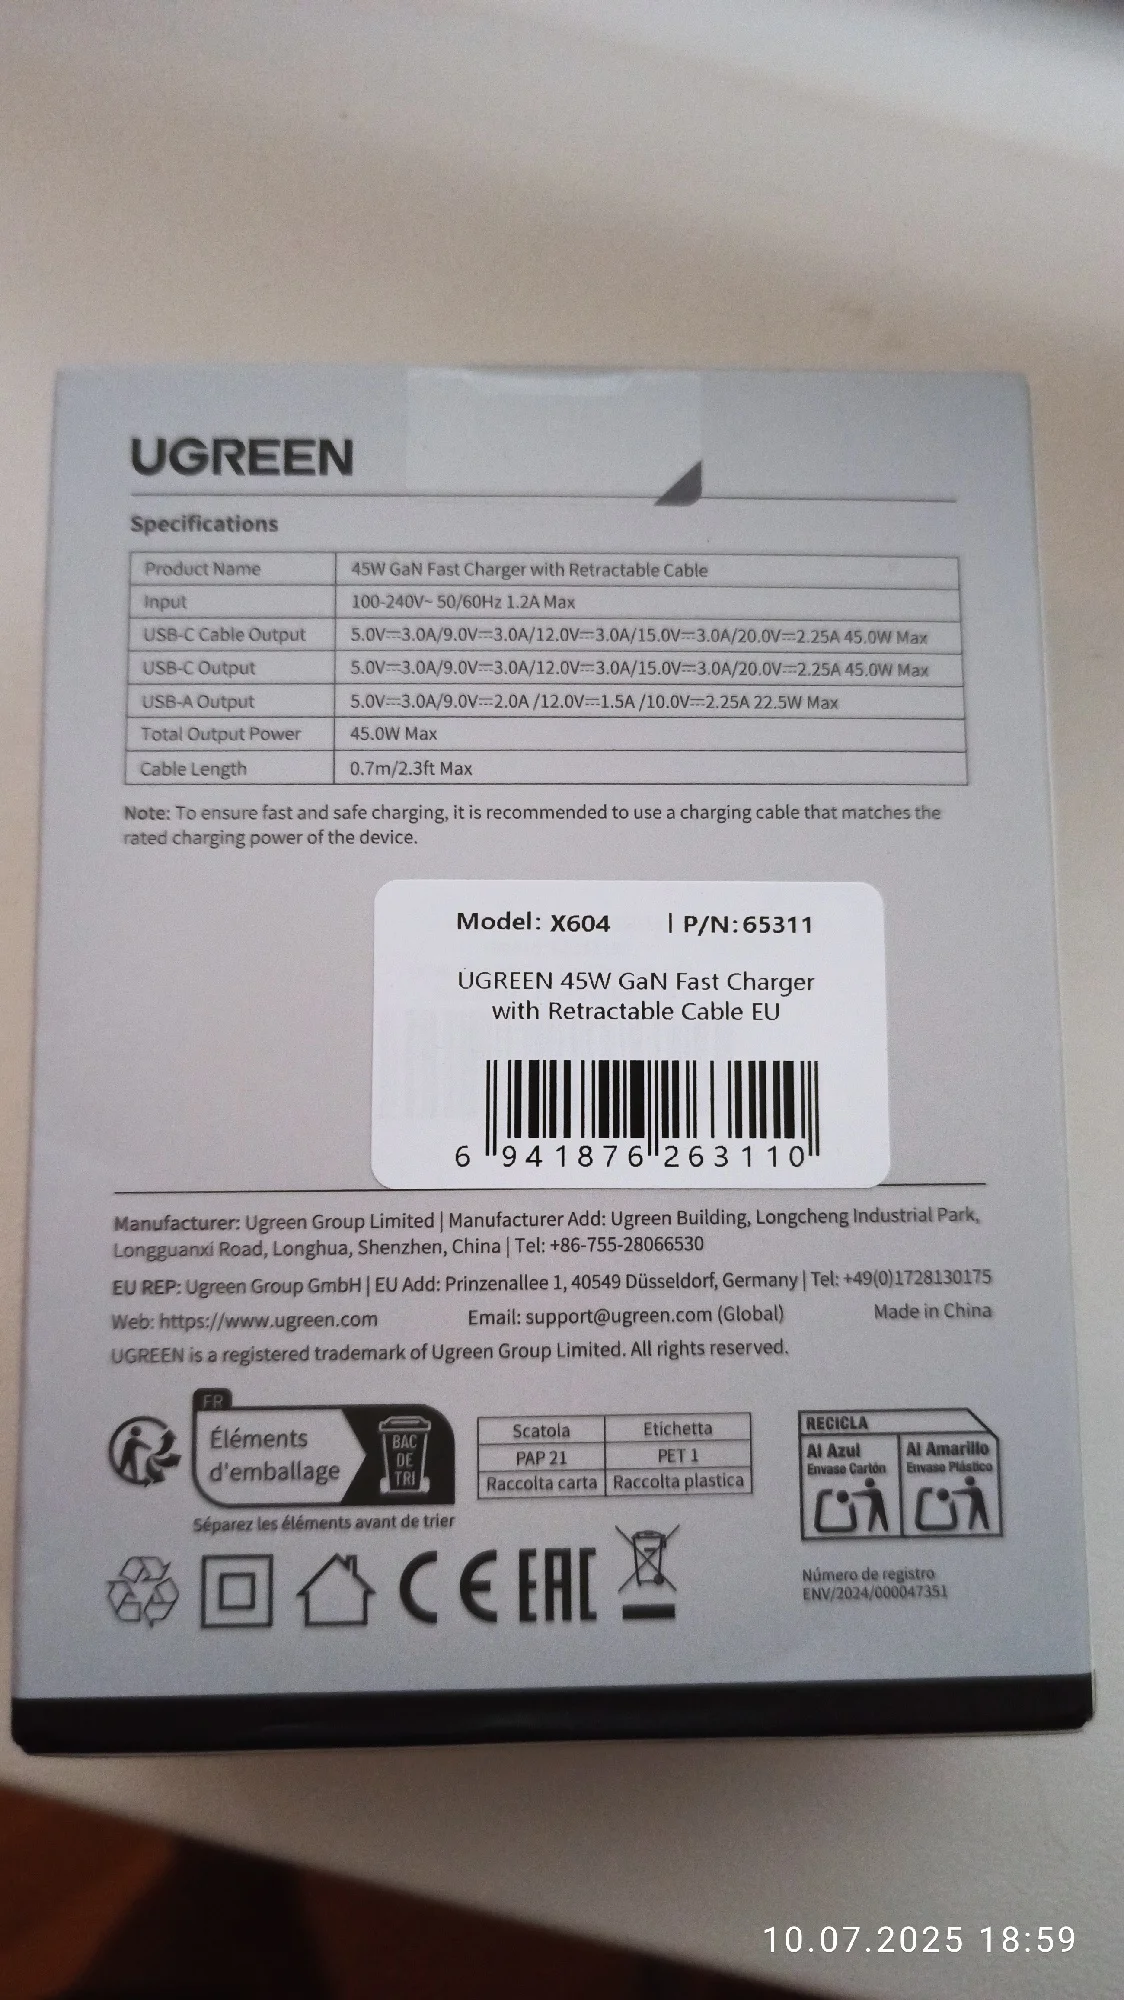 UGREEN
Specifications
Product Name 45W GaN Fast Charger with Retractable Cable
Input 100-240V~ 50/60Hz 1.2A Max
USB-C Cable Output 5.0V⎓3.0A/9.0V⎓3.0A/12.0V⎓3.0A/15.0V⎓3.0A/20.0V⎓2.25A 45.0W Max
USB-C Output 5.0V⎓3.0A/9.0V⎓3.0A/12.0V⎓3.0A/15.0V⎓3.0A/20.0V⎓2.25A 45.0W Max
USB-A Output 5.0V⎓3.0A/9.0V⎓2.0A /12.0V⎓1.5A /10.0V⎓2.25A 22.5W Max
Total Output Power 45.0W Max
Cable Length 0.7m/2.3ft Max
Note: To ensure fast and safe charging, it is recommended to use a charging cable that matches the
rated charging power of the device.
Model: X604 | P/N:65311
UGREEN 45W GaN Fast Charger
with Retractable Cable EU
6 941876 263110
Manufacturer: Ugreen Group Limited | Manufacturer Add: Ugreen Building, Longcheng Industrial Park,
Longguanxi Road, Longhua, Shenzhen, China | Tel: +86-755-28066530
EU REP: Ugreen Group GmbH | EU Add: Prinzenallee 1, 40549 Düsseldorf, Germany | Tel: +49(0)1728130175
Web: https://www.ugreen.com Email: support@ugreen.com (Global) Made in China
UGREEN is a registered trademark of Ugreen Group Limited. All rights reserved.
FR
Éléments
d'emballage
BAC
DE
TRI
Séparez les éléments avant de trier
Scatola Etichetta
PAP 21 PET 1
Raccolta carta Raccolta plastica
RECICLA
Al Azul Al Amarillo
Envase Cartón Envase Plástico
Número de registro
ENV/2024/000047351
CE EAC
10.07.2025 18:59